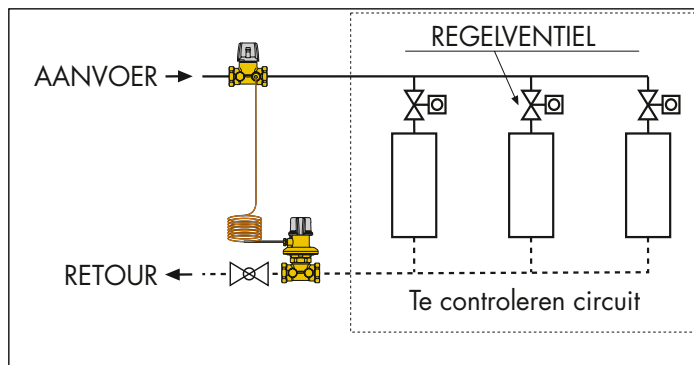 REGELVENTIEL
AANVOER
RETOUR
Te controleren circuit